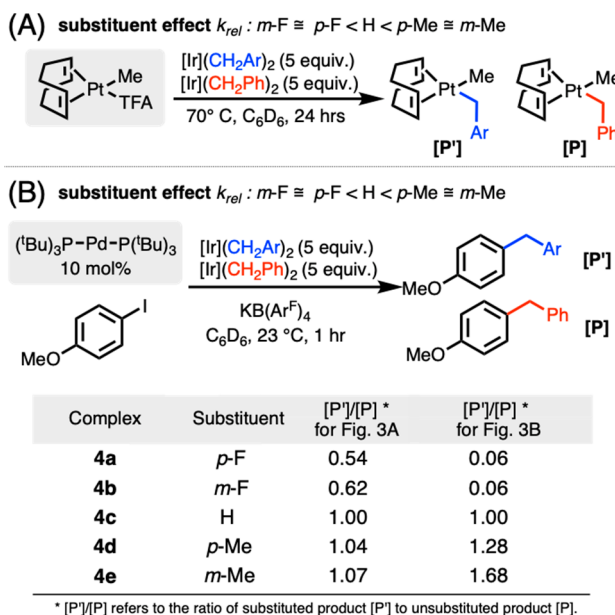 (A) substituent effect k_rel : m-F ≅ p-F < H < p-Me ≅ m-Me
Pt
Me
TFA
[Ir](CH2Ar)2 (5 equiv.)
[Ir](CH2Ph)2 (5 equiv.)
70° C, C6D6, 24 hrs
Pt
Me
Ar
[P']
Pt
[P]
(B) substituent effect k_rel : m-F ≅ p-F < H < p-Me ≅ m-Me
(tBu)3P–Pd–P(tBu)3
10 mol%
I
MeO
[Ir](CH2Ar)2 (5 equiv.)
[Ir](CH2Ph)2 (5 equiv.)
KB(ArF)4
C6D6, 23 °C, 1 hr
Ar
MeO
[P']
Ph
MeO
[P]
Complex Substituent [P']/[P] * [P']/[P] *
for Fig. 3A for Fig. 3B
4a p-F 0.54 0.06
4b m-F 0.62 0.06
4c H 1.00 1.00
4d p-Me 1.04 1.28
4e m-Me 1.07 1.68
* [P']/[P] refers to the ratio of substituted product [P'] to unsubstituted product [P].